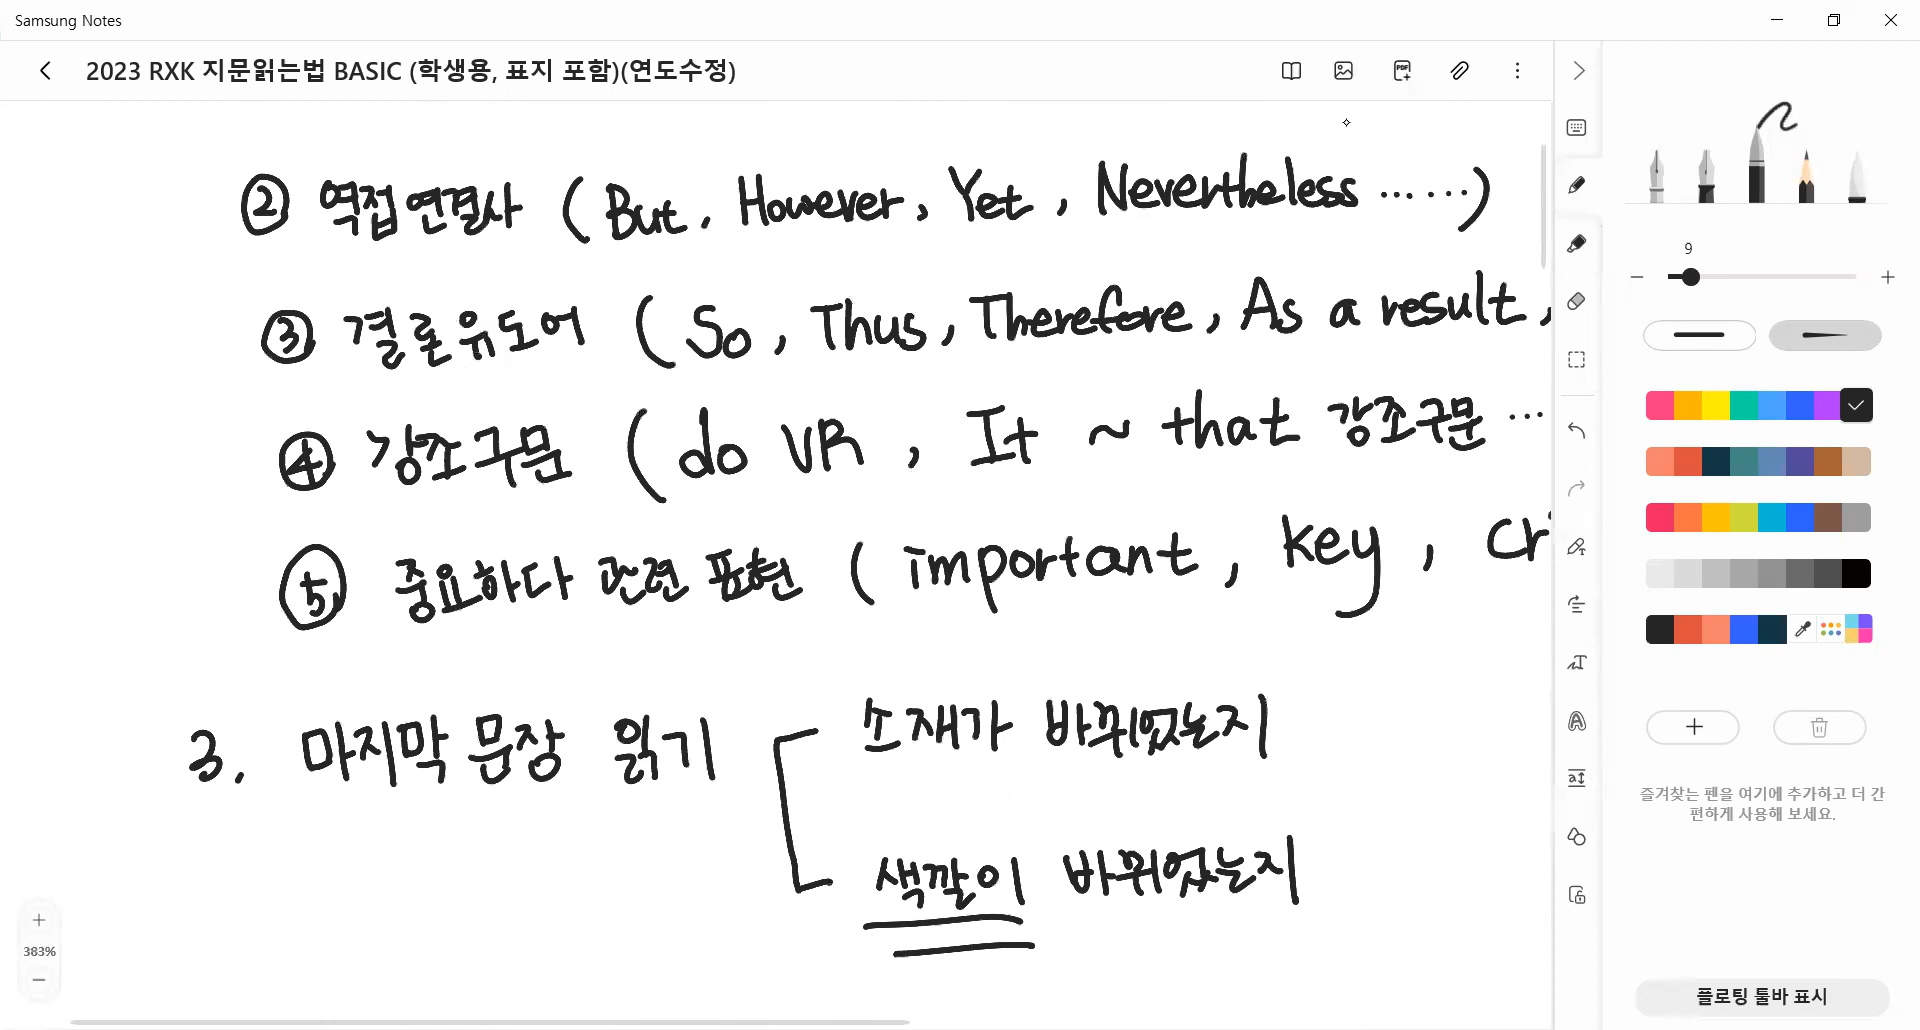 Samsung Notes
2023 RXK 지문읽는법 BASIC (학생용, 표지 포함)(연도수정)
② 역접연결사 (But, However, Yet, Nevertheless ……)
③ 결론유도어 (So, Thus, Therefore, As a result,
④ 강조구문 (do VR, It ~ that 강조구문 …
⑤ 중요하다 관련 표현 (important, key, cri
3. 마지막 문장 읽기
소재가 바뀌었는지
색깔이 바뀌었는지
383%
PDF
9
즐겨찾는 펜을 여기에 추가하고 더 간
편하게 사용해 보세요.
플로팅 툴바 표시